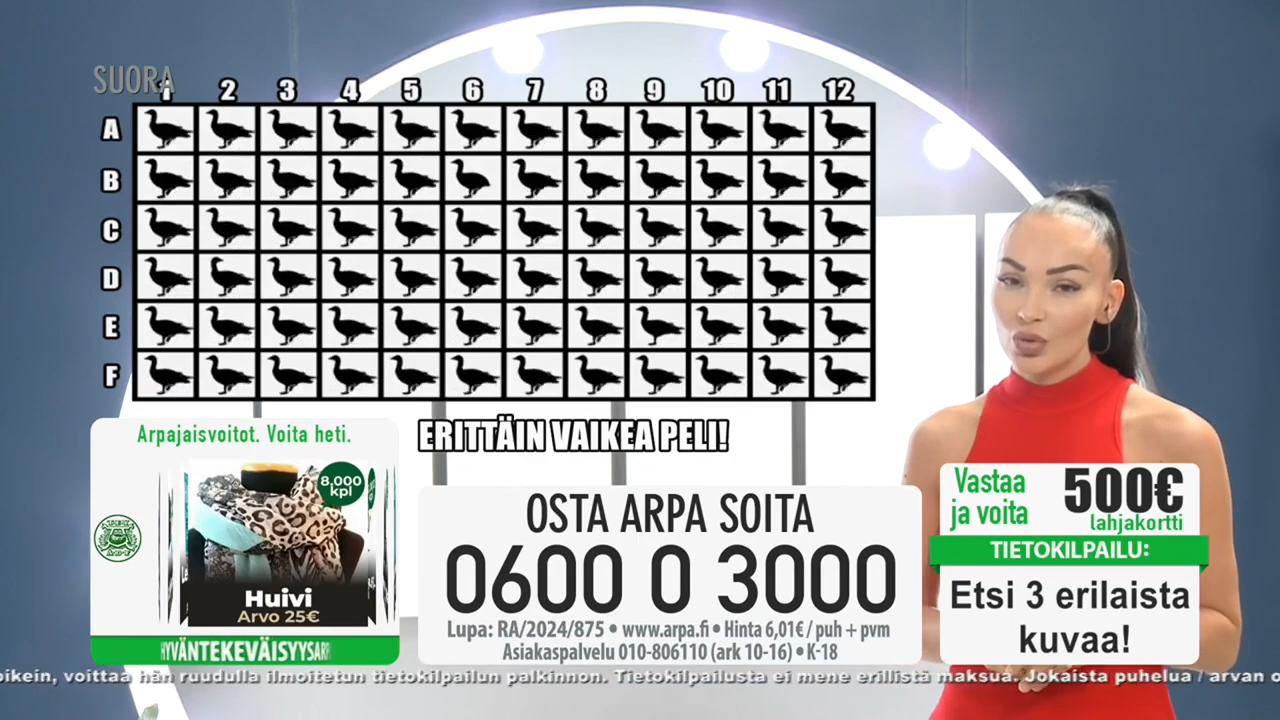 SUORA
1 2 3 4 5 6 7 8 9 10 11 12
A
B
C
D
E
F
ERITTÄIN VAIKEA PELI!
Arpajaisvoitot. Voita heti.
8,000
kpl
Huivi
Arvo 25€
HYVÄNTEKEVÄISYYSARP
OSTA ARPA SOITA
0600 0 3000
Lupa: RA/2024/875 • www.arpa.fi • Hinta 6,01€ / puh + pvm
Asiakaspalvelu 010-806110 (ark 10-16) • K-18
Vastaa
ja voita
500€
lahjakortti
TIETOKILPAILU:
Etsi 3 erilaista
kuvaa!
oikein, voittaa hän ruudulla ilmoitetun tietokilpailun palkinnon. Tietokilpailusta ei mene erillistä maksua. Jokaista puhelua / arvan o